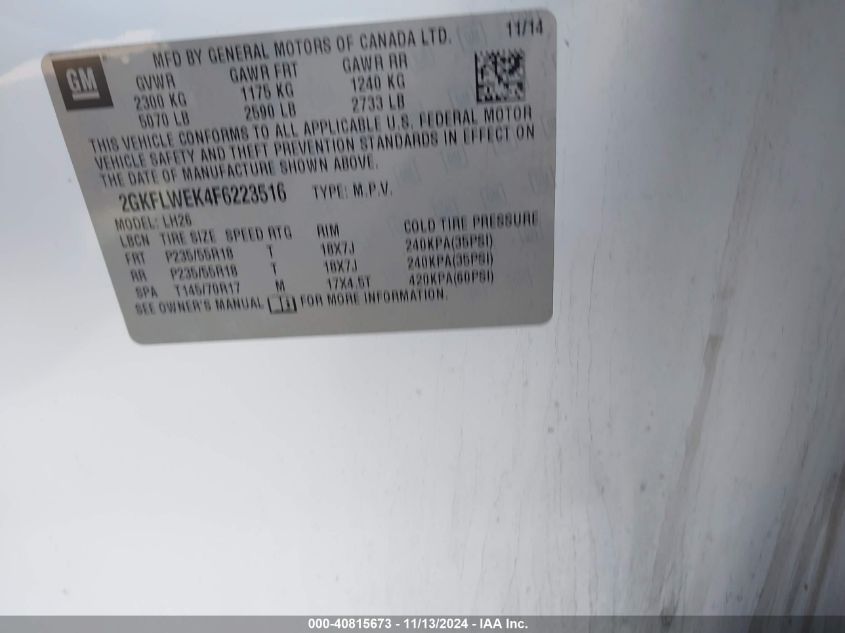 GM
MFD BY GENERAL MOTORS OF CANADA LTD. 11/14
GVWR GAWR FRT GAWR RR
2300 KG 1175 KG 1240 KG
5070 LB 2590 LB 2733 LB
THIS VEHICLE CONFORMS TO ALL APPLICABLE U.S. FEDERAL MOTOR
VEHICLE SAFETY AND THEFT PREVENTION STANDARDS IN EFFECT ON
THE DATE OF MANUFACTURE SHOWN ABOVE.
2GKFLWEK4F6223516 TYPE: M.P.V.
MODEL: LH26
LBCN TIRE SIZE SPEED RTG RIM COLD TIRE PRESSURE
FRT P235/55R18 T 18X7J 240KPA(35PSI)
RR P235/55R18 T 18X7J 240KPA(35PSI)
SPA T145/70R17 M 17X4.5T 420KPA(60PSI)
SEE OWNER'S MANUAL FOR MORE INFORMATION.
000-40815673 - 11/13/2024 - IAA Inc.